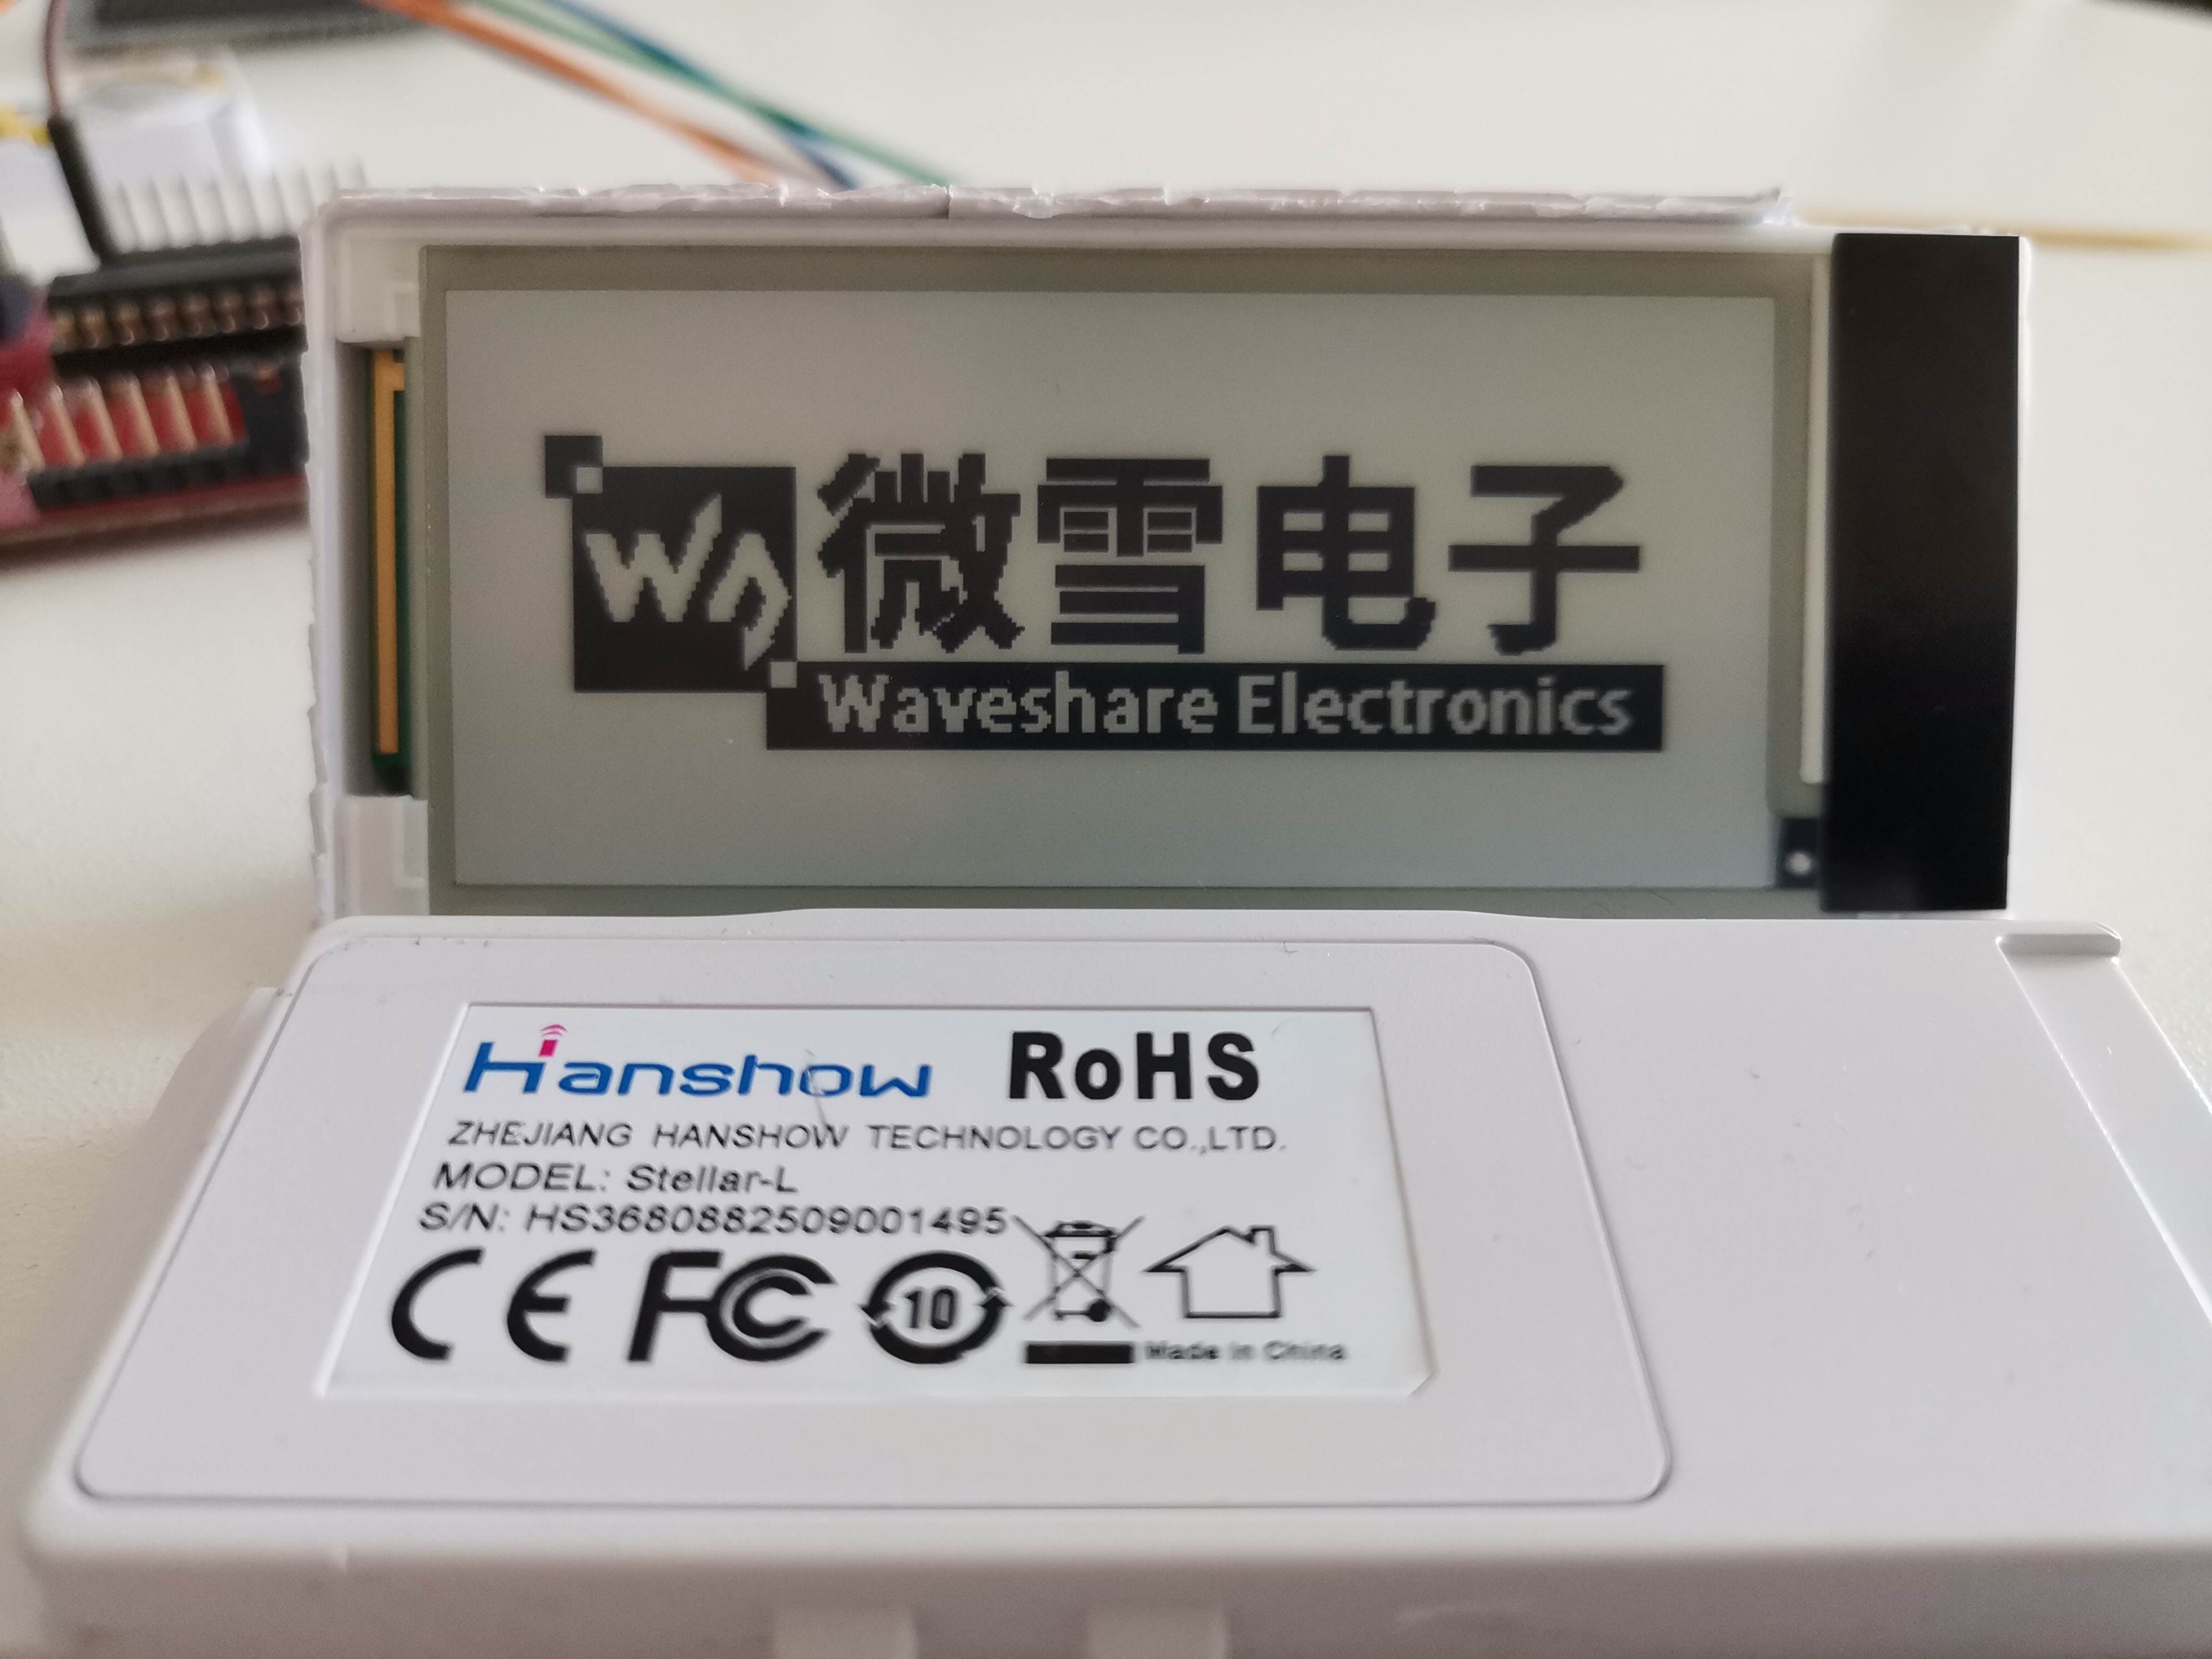 微雪电子
Waveshare Electronics
Hanshow RoHS
ZHEJIANG HANSHOW TECHNOLOGY CO.,LTD.
MODEL: Stellar-L
S/N: HS3680882509001495
CE FC 10
Made in China